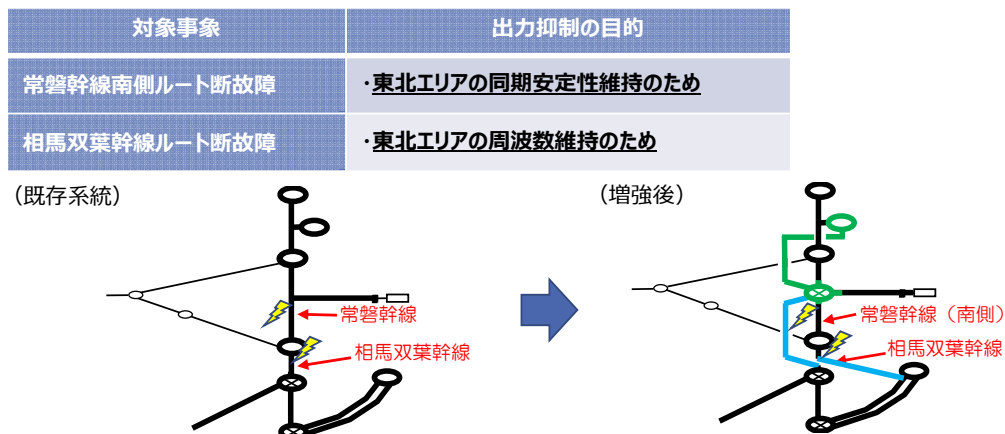 対象事象 出力抑制の目的
常磐幹線南側ルート断故障 ・東北エリアの同期安定性維持のため
相馬双葉幹線ルート断故障 ・東北エリアの周波数維持のため
(既存系統) (増強後)
常磐幹線 常磐幹線(南側)
相馬双葉幹線 相馬双葉幹線